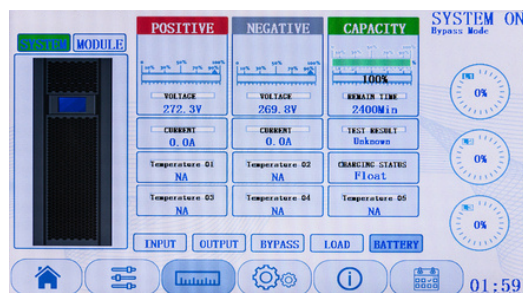 SYSTEM ON
Bypass Mode
SYSTEM MODULE
POSITIVE NEGATIVE CAPACITY
100%
VOLTAGE VOLTAGE REMAIN TIME
272.3V 269.8V 2400Min
CURRENT CURRENT TEST RESULT
0.0A 0.0A Unknown
Temperature 01 Temperature 02 CHARGING STATUS
NA NA Float
Temperature 03 Temperature 04 Temperature 05
NA NA NA
0%
0%
0%
INPUT OUTPUT BYPASS LOAD BATTERY
01:59